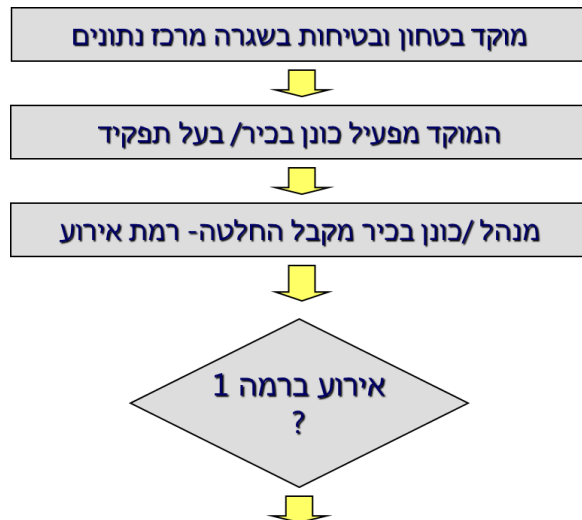 מוקד בטחון ובטיחות בשגרה מרכז נתונים
המוקד מפעיל כונן בכיר/ בעל תפקיד
מנהל /כונן בכיר מקבל החלטה- רמת אירוע
אירוע ברמה 1
?